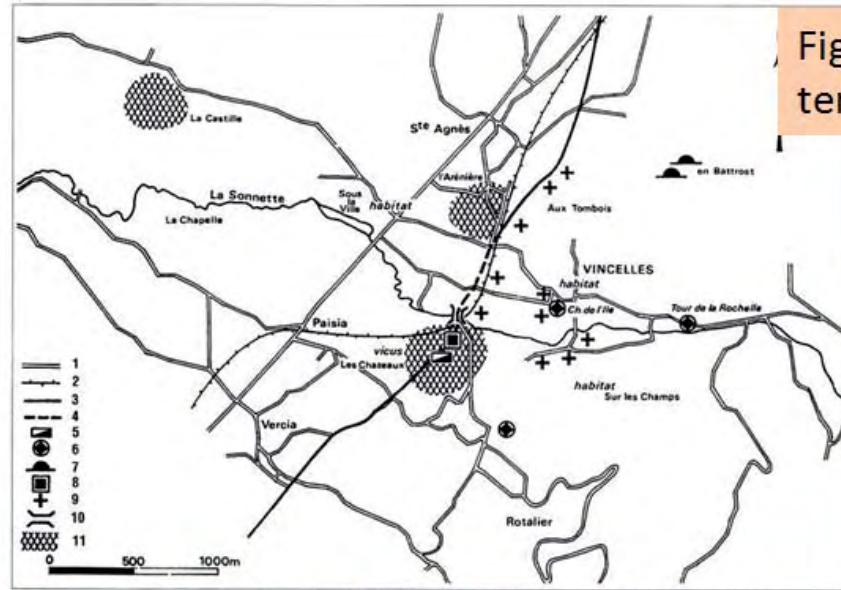 Fig
ter
La Castille
Ste Agnès
l'Arénière
en Battrost
La Sonnette
Sous
la
Ville
habitat
Aux Tombois
La Chapelle
VINCELLES
habitat
Ch. de l'Ile
Tour de la Rochelle
Paisia
vicus
Les Chateaux
habitat
Sur les Champs
Vercia
Rotalier
1
2
3
4
5
6
7
8
9
10
11
0 500 1000m